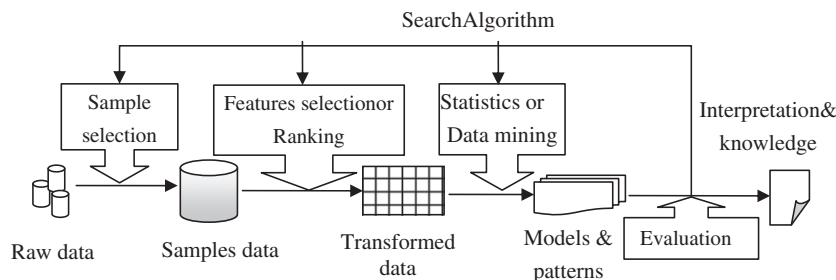 SearchAlgorithm
Sample
selection
Features selectionor
Ranking
Statistics or
Data mining
Interpretation&
knowledge
Raw data
Samples data
Transformed
data
Models &
patterns
Evaluation